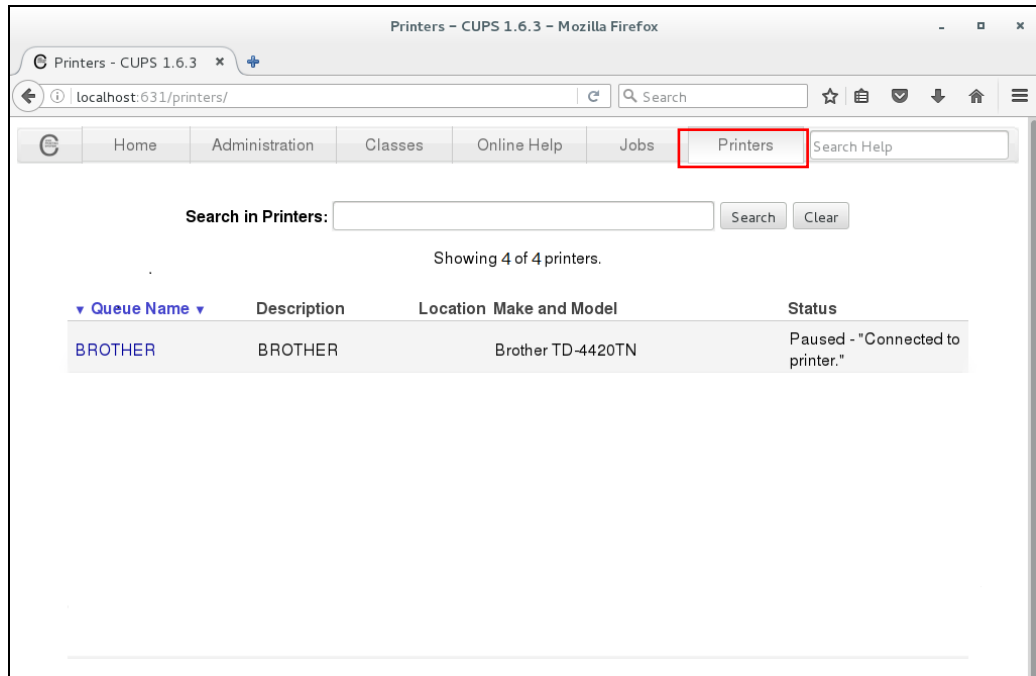 Printers – CUPS 1.6.3 – Mozilla Firefox
Printers - CUPS 1.6.3
localhost:631/printers/
Search
Home Administration Classes Online Help Jobs Printers Search Help
Search in Printers: Search Clear
Showing 4 of 4 printers.
▼ Queue Name ▼ Description Location Make and Model Status
BROTHER BROTHER Brother TD-4420TN Paused - "Connected to
printer."